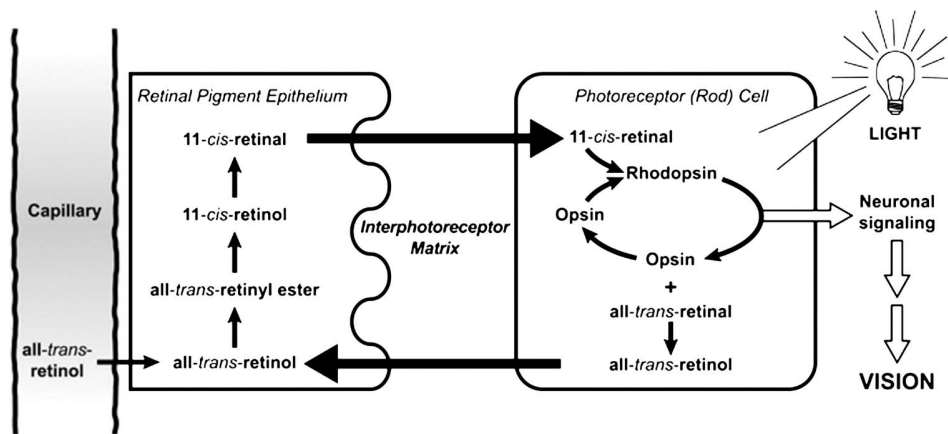 Capillary
all-trans-
retinol
Retinal Pigment Epithelium
11-cis-retinal
11-cis-retinol
all-trans-retinyl ester
all-trans-retinol
Interphotoreceptor
Matrix
Photoreceptor (Rod) Cell
11-cis-retinal
Rhodopsin
Opsin
Opsin
+
all-trans-retinal
all-trans-retinol
LIGHT
Neuronal
signaling
VISION